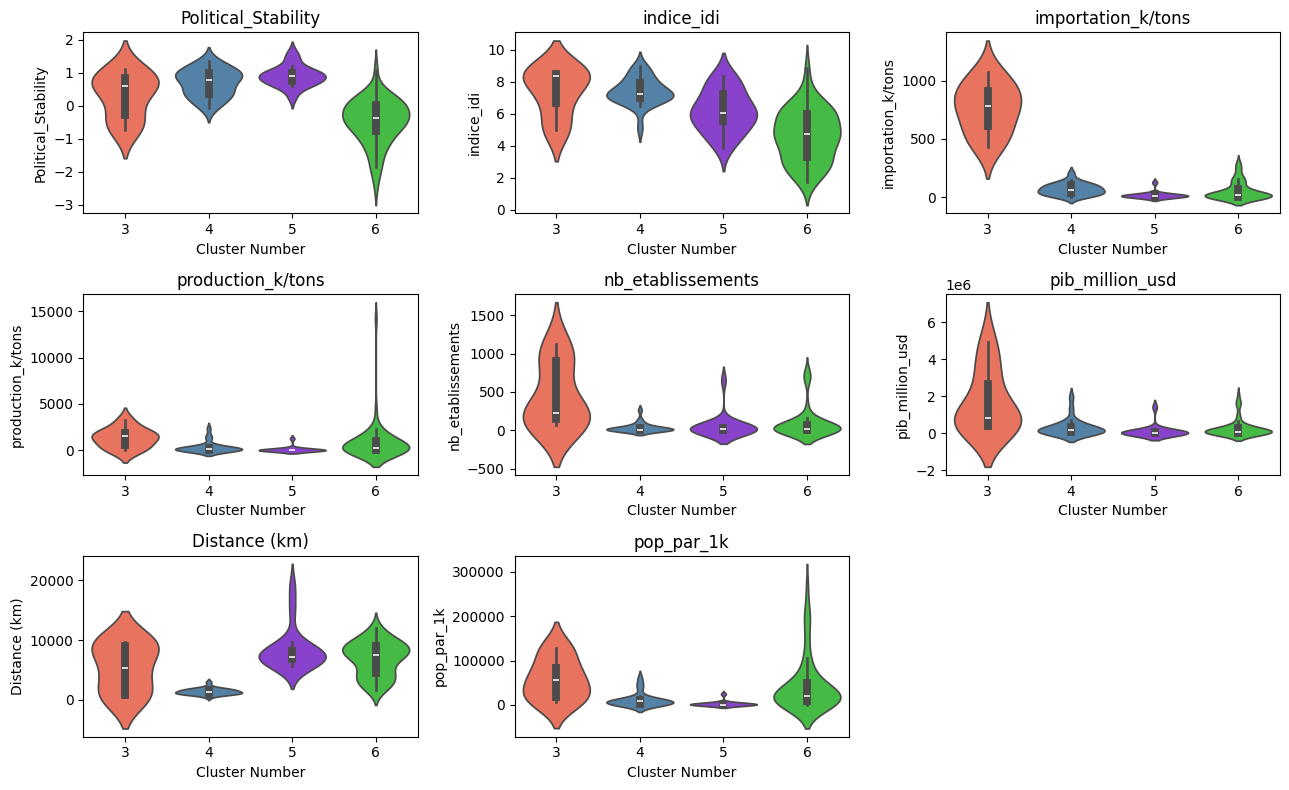 Political_Stability
Political_Stability
2
1
0
−1
−2
−3
3 4 5 6
Cluster Number
indice_idi
indice_idi
10
8
6
4
2
0
3 4 5 6
Cluster Number
importation_k/tons
importation_k/tons
1000
500
0
3 4 5 6
Cluster Number
production_k/tons
production_k/tons
15000
10000
5000
0
3 4 5 6
Cluster Number
nb_etablissements
nb_etablissements
1500
1000
500
0
−500
3 4 5 6
Cluster Number
pib_million_usd
1e6
pib_million_usd
6
4
2
0
−2
3 4 5 6
Cluster Number
Distance (km)
Distance (km)
20000
10000
0
3 4 5 6
Cluster Number
pop_par_1k
pop_par_1k
300000
200000
100000
0
3 4 5 6
Cluster Number